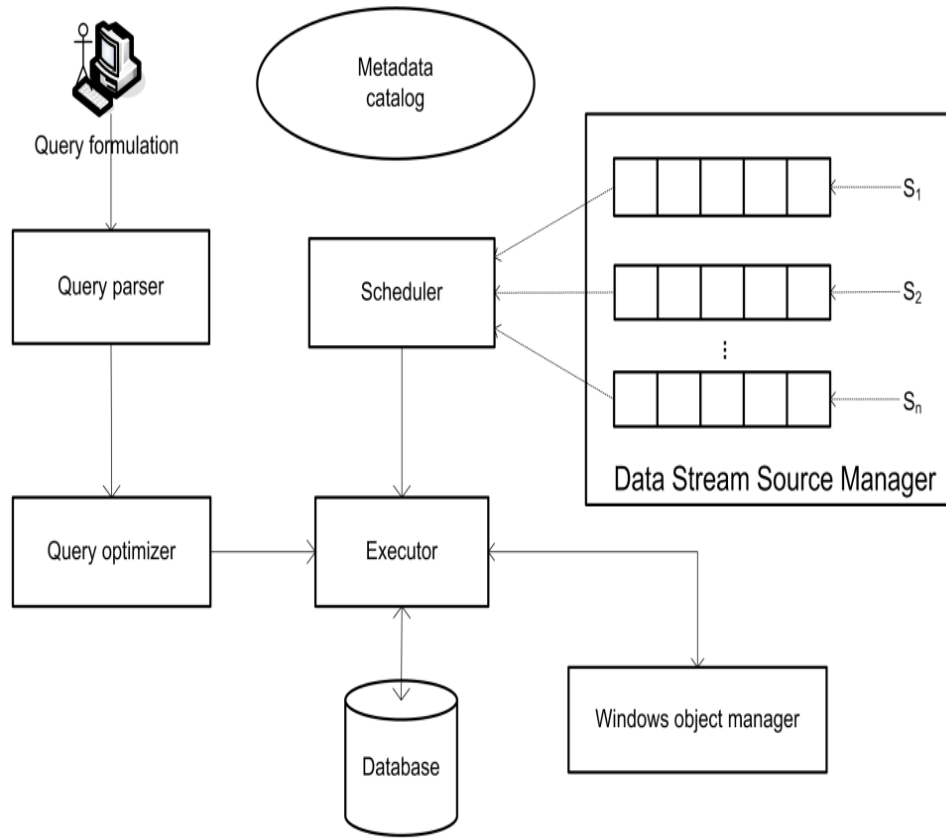 Metadata
catalog
Query formulation
S1
Query parser
Scheduler
S2
⋮
Sn
Data Stream Source Manager
Query optimizer
Executor
Windows object manager
Database